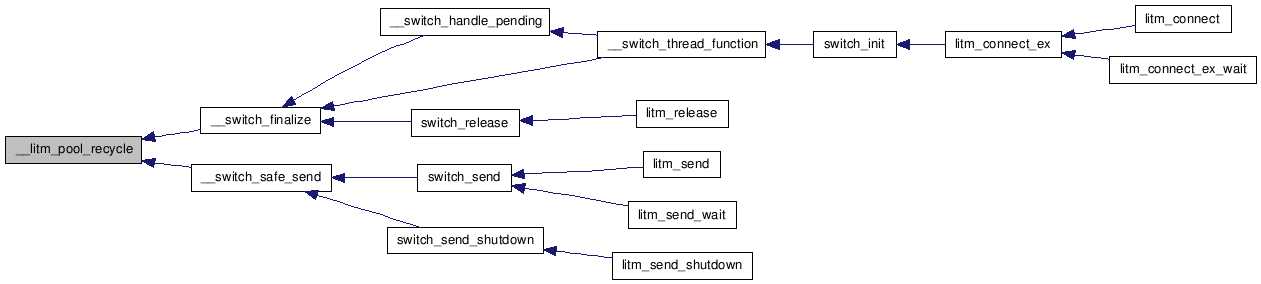 __litm_pool_recycle
__switch_finalize
__switch_handle_pending
__switch_thread_function
switch_init
litm_connect_ex
litm_connect
litm_connect_ex_wait
switch_release
litm_release
__switch_safe_send
switch_send
litm_send
litm_send_wait
switch_send_shutdown
litm_send_shutdown